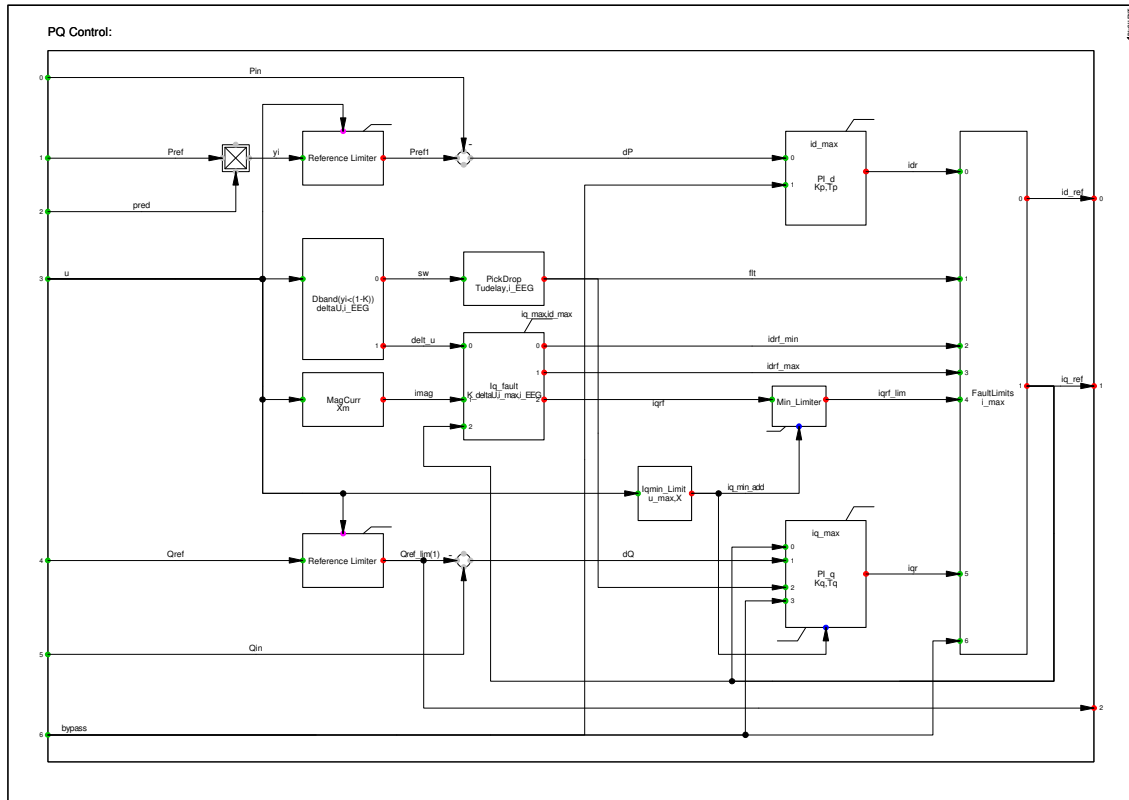 PQ Control:
Pin
0
id_max
Reference Limiter
Pref
yi
Pref1
-
dP
0
PI_d
Kp,Tp
idr
1
1
0
0
id_ref
0
pred
2
u
3
0
sw
PickDrop
Tudelay,i_EEG
flt
1
Dband(yi<(1-K))
deltaU,i_EEG
iq_max,id_max
1
delt_u
0
0
idrf_min
2
1
idrf_max
3
iq_ref
1
1
MagCurr
Xm
imag
1
Iq_fault
K_deltaU,i_max,i_EEG
2
iqrf
Min_Limiter
iqrf_lim
4
FaultLimits
i_max
2
Iqmin_Limit
u_max,X
iq_min_add
iq_max
0
Qref
4
Reference Limiter
Qref_lim(1)
-
dQ
1
PI_q
Kq,Tq
iqr
5
2
3
Qin
5
6
2
bypass
6